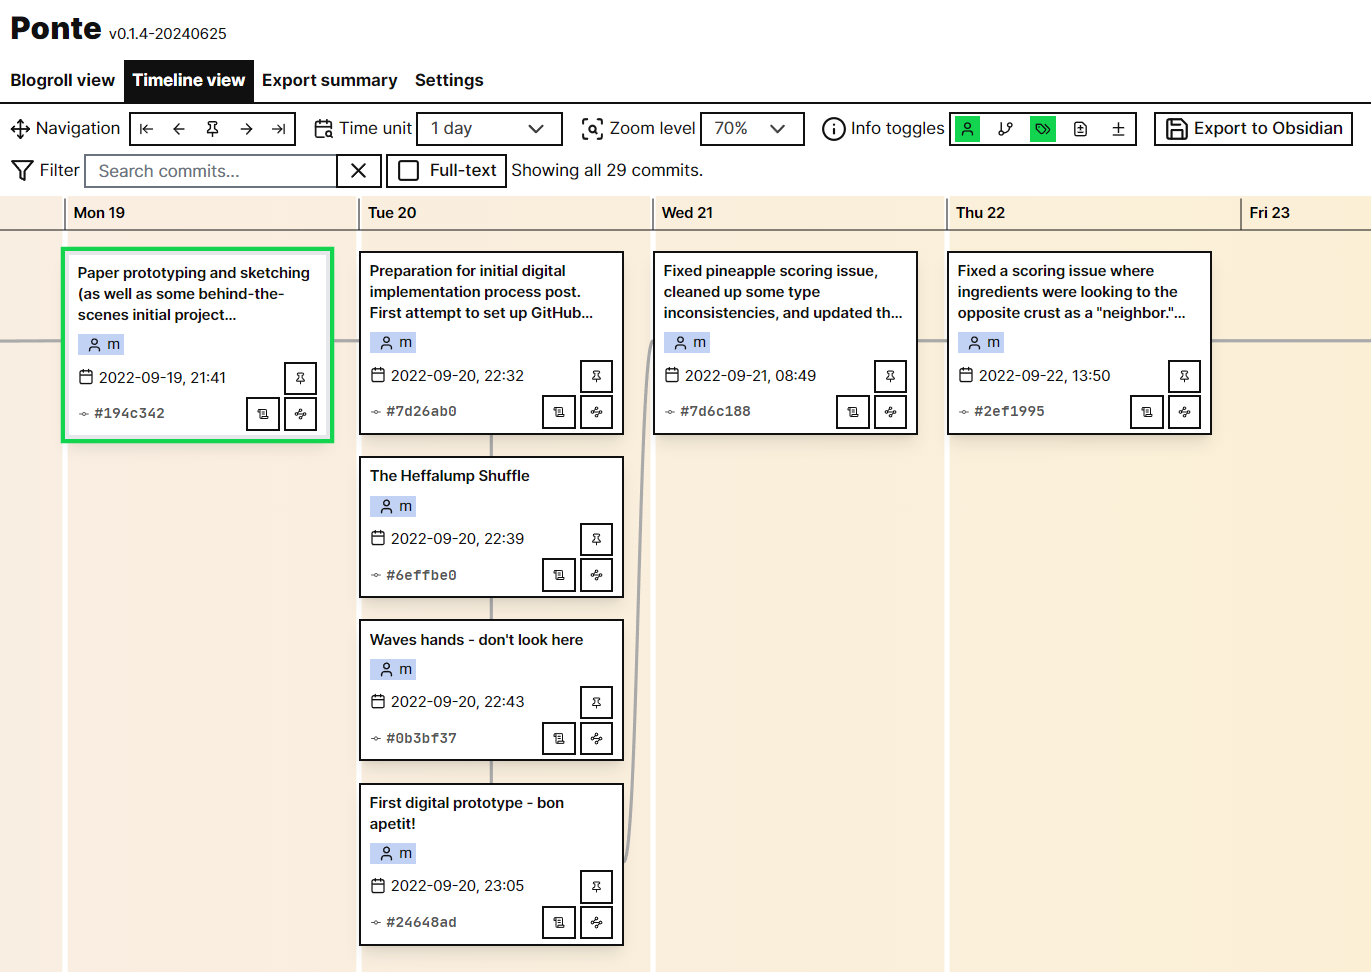 Ponte v0.1.4-20240625
Blogroll view Timeline view Export summary Settings
Navigation Time unit 1 day Zoom level 70% Info toggles Export to Obsidian
Filter Search commits... Full-text Showing all 29 commits.
Mon 19 Tue 20 Wed 21 Thu 22 Fri 23
Paper prototyping and sketching
(as well as some behind-the-
scenes initial project...
m
2022-09-19, 21:41
#194c342
Preparation for initial digital
implementation process post.
First attempt to set up GitHub...
m
2022-09-20, 22:32
#7d26ab0
The Heffalump Shuffle
m
2022-09-20, 22:39
#6effbe0
Waves hands - don't look here
m
2022-09-20, 22:43
#0b3bf37
First digital prototype - bon
apetit!
m
2022-09-20, 23:05
#24648ad
Fixed pineapple scoring issue,
cleaned up some type
inconsistencies, and updated th...
m
2022-09-21, 08:49
#7d6c188
Fixed a scoring issue where
ingredients were looking to the
opposite crust as a "neighbor."...
m
2022-09-22, 13:50
#2ef1995